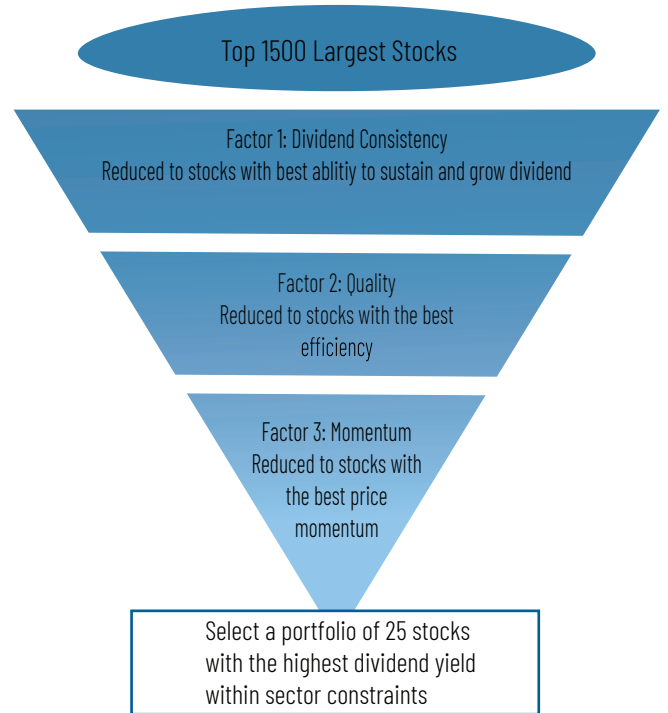 Top 1500 Largest Stocks
Factor 1: Dividend Consistency
Reduced to stocks with best ablitiy to sustain and grow dividend
Factor 2: Quality
Reduced to stocks with the best
efficiency
Factor 3: Momentum
Reduced to stocks with
the best price
momentum
Select a portfolio of 25 stocks
with the highest dividend yield
within sector constraints